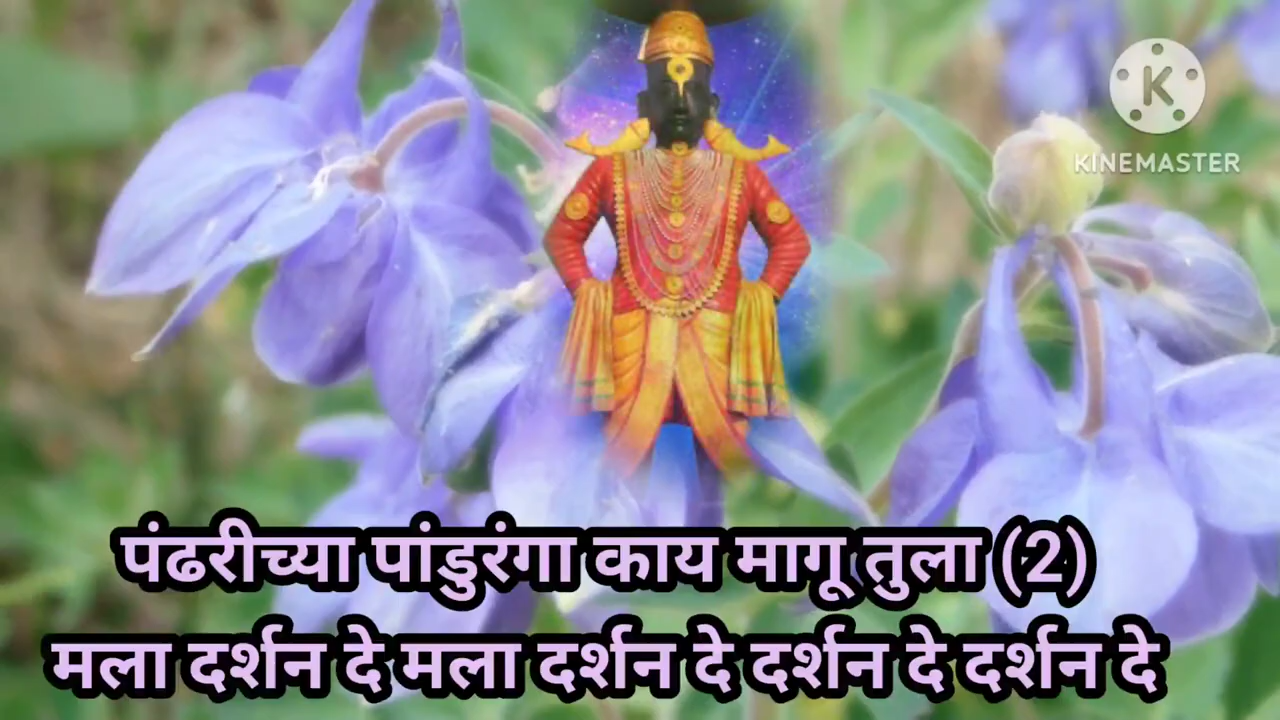 KINEMASTER
पंढरीच्या पांडुरंगा काय मागू तुला (2)
मला दर्शन दे मला दर्शन दे दर्शन दे दर्शन दे